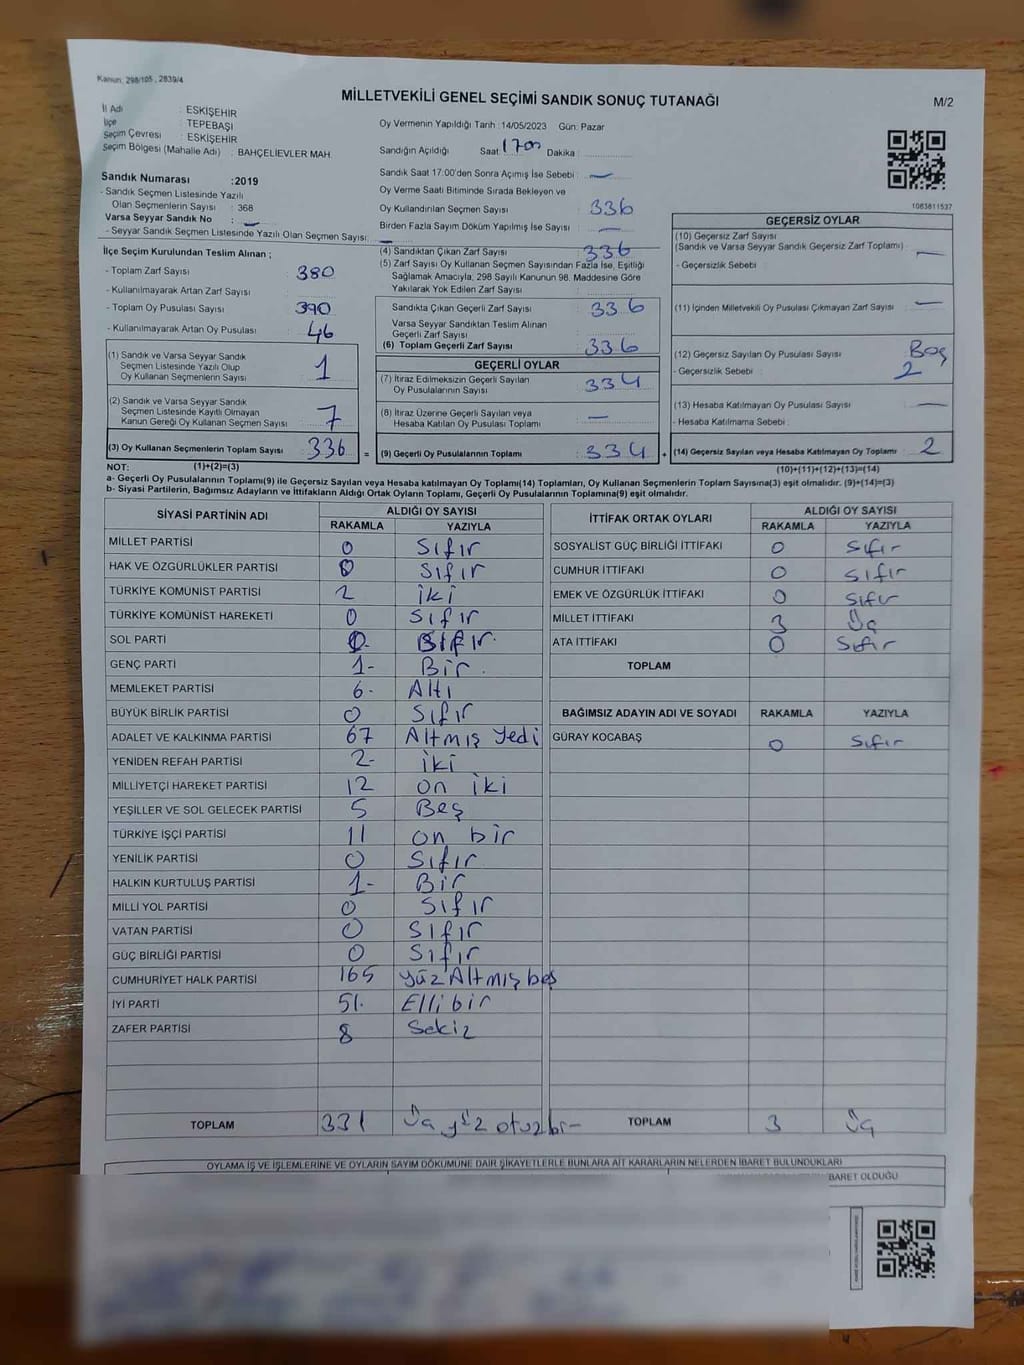 Kanun; 298/105 , 2839/4
MİLLETVEKİLİ GENEL SEÇİMİ SANDIK SONUÇ TUTANAĞI
M/2
İl Adı : ESKİŞEHİR
İlçe : TEPEBAŞI
Seçim Çevresi : ESKİŞEHİR
Seçim Bölgesi (Mahalle Adı) : BAHÇELİEVLER MAH.
Sandık Numarası :2019
- Sandık Seçmen Listesinde Yazılı
Olan Seçmenlerin Sayısı : 368
Varsa Seyyar Sandık No : —
- Seyyar Sandık Seçmen Listesinde Yazılı Olan Seçmen Sayısı: —
Oy Vermenin Yapıldığı Tarih :14/05/2023 Gün: Pazar
Sandığın Açıldığı Saat: 17 00 Dakika :
Sandık Saat 17:00'den Sonra Açımış İse Sebebi : —
Oy Verme Saati Bitiminde Sırada Bekleyen ve
Oy Kullandırılan Seçmen Sayısı : 336
Birden Fazla Sayım Döküm Yapılmış İse Sayısı : —
1083811537
İlçe Seçim Kurulundan Teslim Alınan ;
- Toplam Zarf Sayısı : 380
- Kullanılmayarak Artan Zarf Sayısı :
- Toplam Oy Pusulası Sayısı : 390
- Kullanılmayarak Artan Oy Pusulası : 46
(1) Sandık ve Varsa Seyyar Sandık
Seçmen Listesinde Yazılı Olup
Oy Kullanan Seçmenlerin Sayısı : 1
(2) Sandık ve Varsa Seyyar Sandık
Seçmen Listesinde Kayıtlı Olmayan
Kanun Gereği Oy Kullanan Seçmen Sayısı : 7
(3) Oy Kullanan Seçmenlerin Toplam Sayısı : 336 =
(4) Sandıktan Çıkan Zarf Sayısı : 336
(5) Zarf Sayısı Oy Kullanan Seçmen Sayısından Fazla İse, Eşitliği
Sağlamak Amacıyla, 298 Sayılı Kanunun 98. Maddesine Göre
Yakılarak Yok Edilen Zarf Sayısı :
Sandıkta Çıkan Geçerli Zarf Sayısı : 336
Varsa Seyyar Sandıktan Teslim Alınan
Geçerli Zarf Sayısı :
(6) Toplam Geçerli Zarf Sayısı : 336
GEÇERLİ OYLAR
(7) İtiraz Edilmeksizin Geçerli Sayılan
Oy Pusulalarının Sayısı : 334
(8) İtiraz Üzerine Geçerli Sayılan veya
Hesaba Katılan Oy Pusulası Toplamı : —
(9) Geçerli Oy Pusulalarının Toplamı : 334 +
GEÇERSİZ OYLAR
(10) Geçersiz Zarf Sayısı
(Sandık ve Varsa Seyyar Sandık Geçersiz Zarf Toplamı) : —
- Geçersizlik Sebebi :
(11) İçinden Milletvekili Oy Pusulası Çıkmayan Zarf Sayısı : —
(12) Geçersiz Sayılan Oy Pusulası Sayısı : Boş
- Geçersizlik Sebebi : 2
(13) Hesaba Katılmayan Oy Pusulası Sayısı : —
- Hesaba Katılmama Sebebi :
(14) Geçersiz Sayılan veya Hesaba Katılmayan Oy Toplamı : 2
NOT: (1)+(2)=(3)
(10)+(11)+(12)+(13)=(14)
a- Geçerli Oy Pusulalarının Toplamı(9) ile Geçersiz Sayılan veya Hesaba katılmayan Oy Toplamı(14) Toplamları, Oy Kullanan Seçmenlerin Toplam Sayısına(3) eşit olmalıdır. (9)+(14)=(3)
b- Siyasi Partilerin, Bağımsız Adayların ve İttifakların Aldığı Ortak Oyların Toplamı, Geçerli Oy Pusulalarının Toplamına(9) eşit olmalıdır.
SİYASİ PARTİNİN ADI ALDIĞI OY SAYISI
RAKAMLA YAZIYLA
MİLLET PARTİSİ 0 Sıfır
HAK VE ÖZGÜRLÜKLER PARTİSİ 0 Sıfır
TÜRKİYE KOMÜNİST PARTİSİ 2 iki
TÜRKİYE KOMÜNİST HAREKETİ 0 Sıfır
SOL PARTİ 0- Sıfır
GENÇ PARTİ 1- Bir
MEMLEKET PARTİSİ 6- Altı
BÜYÜK BİRLİK PARTİSİ 0 Sıfır
ADALET VE KALKINMA PARTİSİ 67 Altmış Yedi
YENİDEN REFAH PARTİSİ 2- iki
MİLLİYETÇİ HAREKET PARTİSİ 12 on iki
YEŞİLLER VE SOL GELECEK PARTİSİ 5 Beş
TÜRKİYE İŞÇİ PARTİSİ 11 on bir
YENİLİK PARTİSİ 0 Sıfır
HALKIN KURTULUŞ PARTİSİ 1- Bir
MİLLİ YOL PARTİSİ 0 Sıfır
VATAN PARTİSİ 0 Sıfır
GÜÇ BİRLİĞİ PARTİSİ 0 Sıfır
CUMHURİYET HALK PARTİSİ 165 Yüz Altmış beş
İYİ PARTİ 51- Elli bir
ZAFER PARTİSİ 8 Sekiz
TOPLAM 331 Üç yüz otuz bir
İTTİFAK ORTAK OYLARI ALDIĞI OY SAYISI
RAKAMLA YAZIYLA
SOSYALİST GÜÇ BİRLİĞİ İTTİFAKI 0 Sıfır
CUMHUR İTTİFAKI 0 Sıfır
EMEK VE ÖZGÜRLÜK İTTİFAKI 0 Sıfır
MİLLET İTTİFAKI 3 Üç
ATA İTTİFAKI 0 Sıfır
TOPLAM
BAĞIMSIZ ADAYIN ADI VE SOYADI RAKAMLA YAZIYLA
GÜRAY KOCABAŞ 0 Sıfır
TOPLAM 3 Üç
OYLAMA İŞ VE İŞLEMLERİNE VE OYLARIN SAYIM DÖKÜMÜNE DAİR ŞİKAYETLERLE BUNLARA AİT KARARLARIN NELERDEN İBARET BULUNDUKLARI
İBARET OLDUĞU